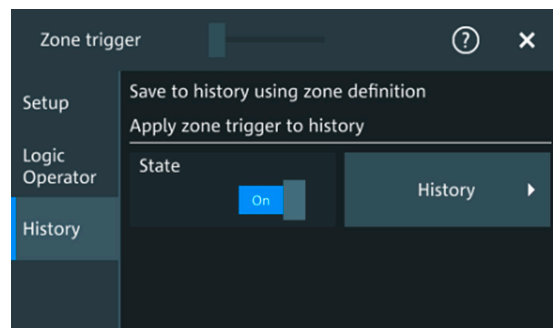 Zone trigger
?
Setup
Save to history using zone definition
Apply zone trigger to history
Logic
Operator
State
On
History
History